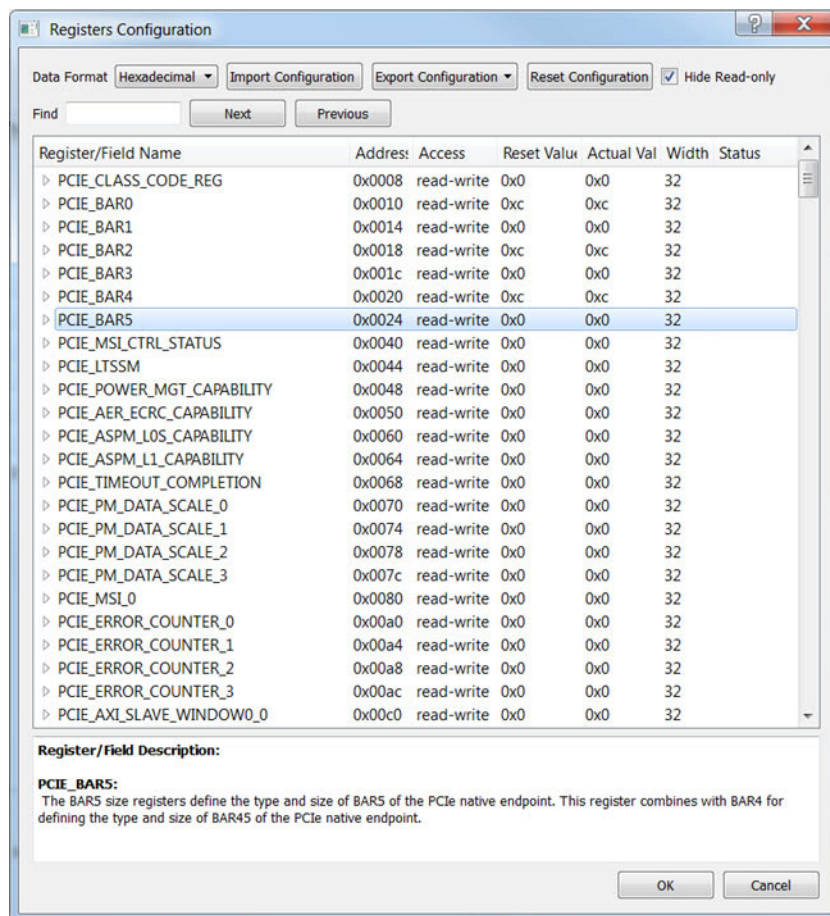 Registers Configuration
Data Format Hexadecimal Import Configuration Export Configuration Reset Configuration Hide Read-only
Find Next Previous
Register/Field Name Address Access Reset Value Actual Val Width Status
PCIE_CLASS_CODE_REG 0x0008 read-write 0x0 0x0 32
PCIE_BAR0 0x0010 read-write 0xc 0xc 32
PCIE_BAR1 0x0014 read-write 0x0 0x0 32
PCIE_BAR2 0x0018 read-write 0xc 0xc 32
PCIE_BAR3 0x001c read-write 0x0 0x0 32
PCIE_BAR4 0x0020 read-write 0xc 0xc 32
PCIE_BAR5 0x0024 read-write 0x0 0x0 32
PCIE_MSI_CTRL_STATUS 0x0040 read-write 0x0 0x0 32
PCIE_LTSSM 0x0044 read-write 0x0 0x0 32
PCIE_POWER_MGT_CAPABILITY 0x0048 read-write 0x0 0x0 32
PCIE_AER_ECRC_CAPABILITY 0x0050 read-write 0x0 0x0 32
PCIE_ASPM_L0S_CAPABILITY 0x0060 read-write 0x0 0x0 32
PCIE_ASPM_L1_CAPABILITY 0x0064 read-write 0x0 0x0 32
PCIE_TIMEOUT_COMPLETION 0x0068 read-write 0x0 0x0 32
PCIE_PM_DATA_SCALE_0 0x0070 read-write 0x0 0x0 32
PCIE_PM_DATA_SCALE_1 0x0074 read-write 0x0 0x0 32
PCIE_PM_DATA_SCALE_2 0x0078 read-write 0x0 0x0 32
PCIE_PM_DATA_SCALE_3 0x007c read-write 0x0 0x0 32
PCIE_MSI_0 0x0080 read-write 0x0 0x0 32
PCIE_ERROR_COUNTER_0 0x00a0 read-write 0x0 0x0 32
PCIE_ERROR_COUNTER_1 0x00a4 read-write 0x0 0x0 32
PCIE_ERROR_COUNTER_2 0x00a8 read-write 0x0 0x0 32
PCIE_ERROR_COUNTER_3 0x00ac read-write 0x0 0x0 32
PCIE_AXI_SLAVE_WINDOW0_0 0x00c0 read-write 0x0 0x0 32
Register/Field Description:
PCIE_BAR5:
The BAR5 size registers define the type and size of BAR5 of the PCIe native endpoint. This register combines with BAR4 for
defining the type and size of BAR45 of the PCIe native endpoint.
OK Cancel